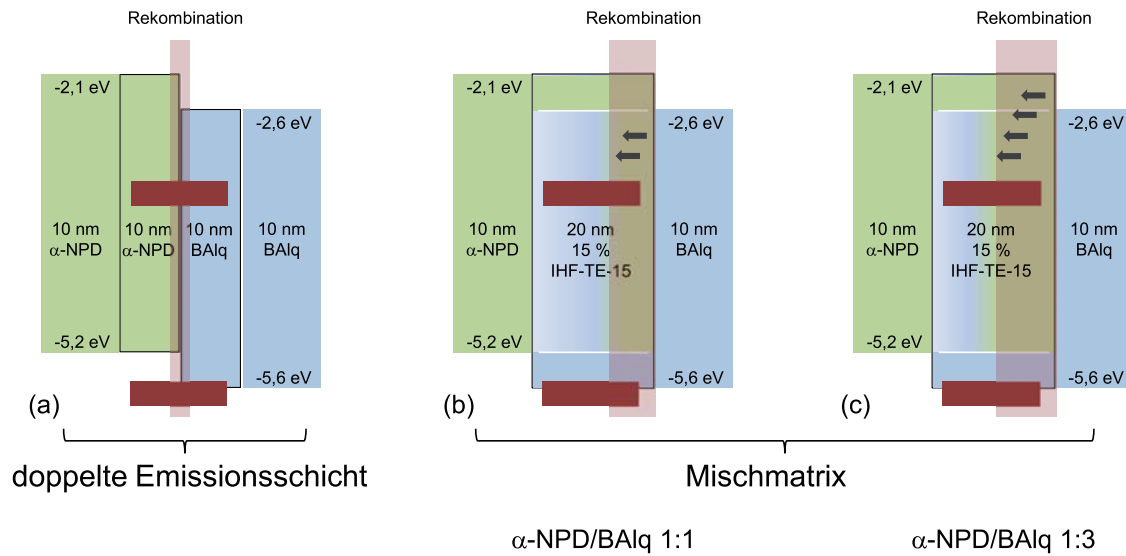 Rekombination
-2,1 eV
-2,6 eV
10 nm
α-NPD
10 nm
α-NPD
10 nm
BAlq
10 nm
BAlq
-5,2 eV
-5,6 eV
(a)
doppelte Emissionsschicht
Rekombination
-2,1 eV
-2,6 eV
10 nm
α-NPD
20 nm
15 %
IHF-TE-15
10 nm
BAlq
-5,2 eV
-5,6 eV
(b)
Rekombination
-2,1 eV
-2,6 eV
10 nm
α-NPD
20 nm
15 %
IHF-TE-15
10 nm
BAlq
-5,2 eV
-5,6 eV
(c)
Mischmatrix
α-NPD/BAlq 1:1
α-NPD/BAlq 1:3